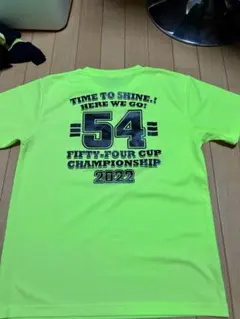 TIME TO SHINE.!
HERE WE GO!
54
FIFTY-FOUR CUP
CHAMPIONSHIP
2022